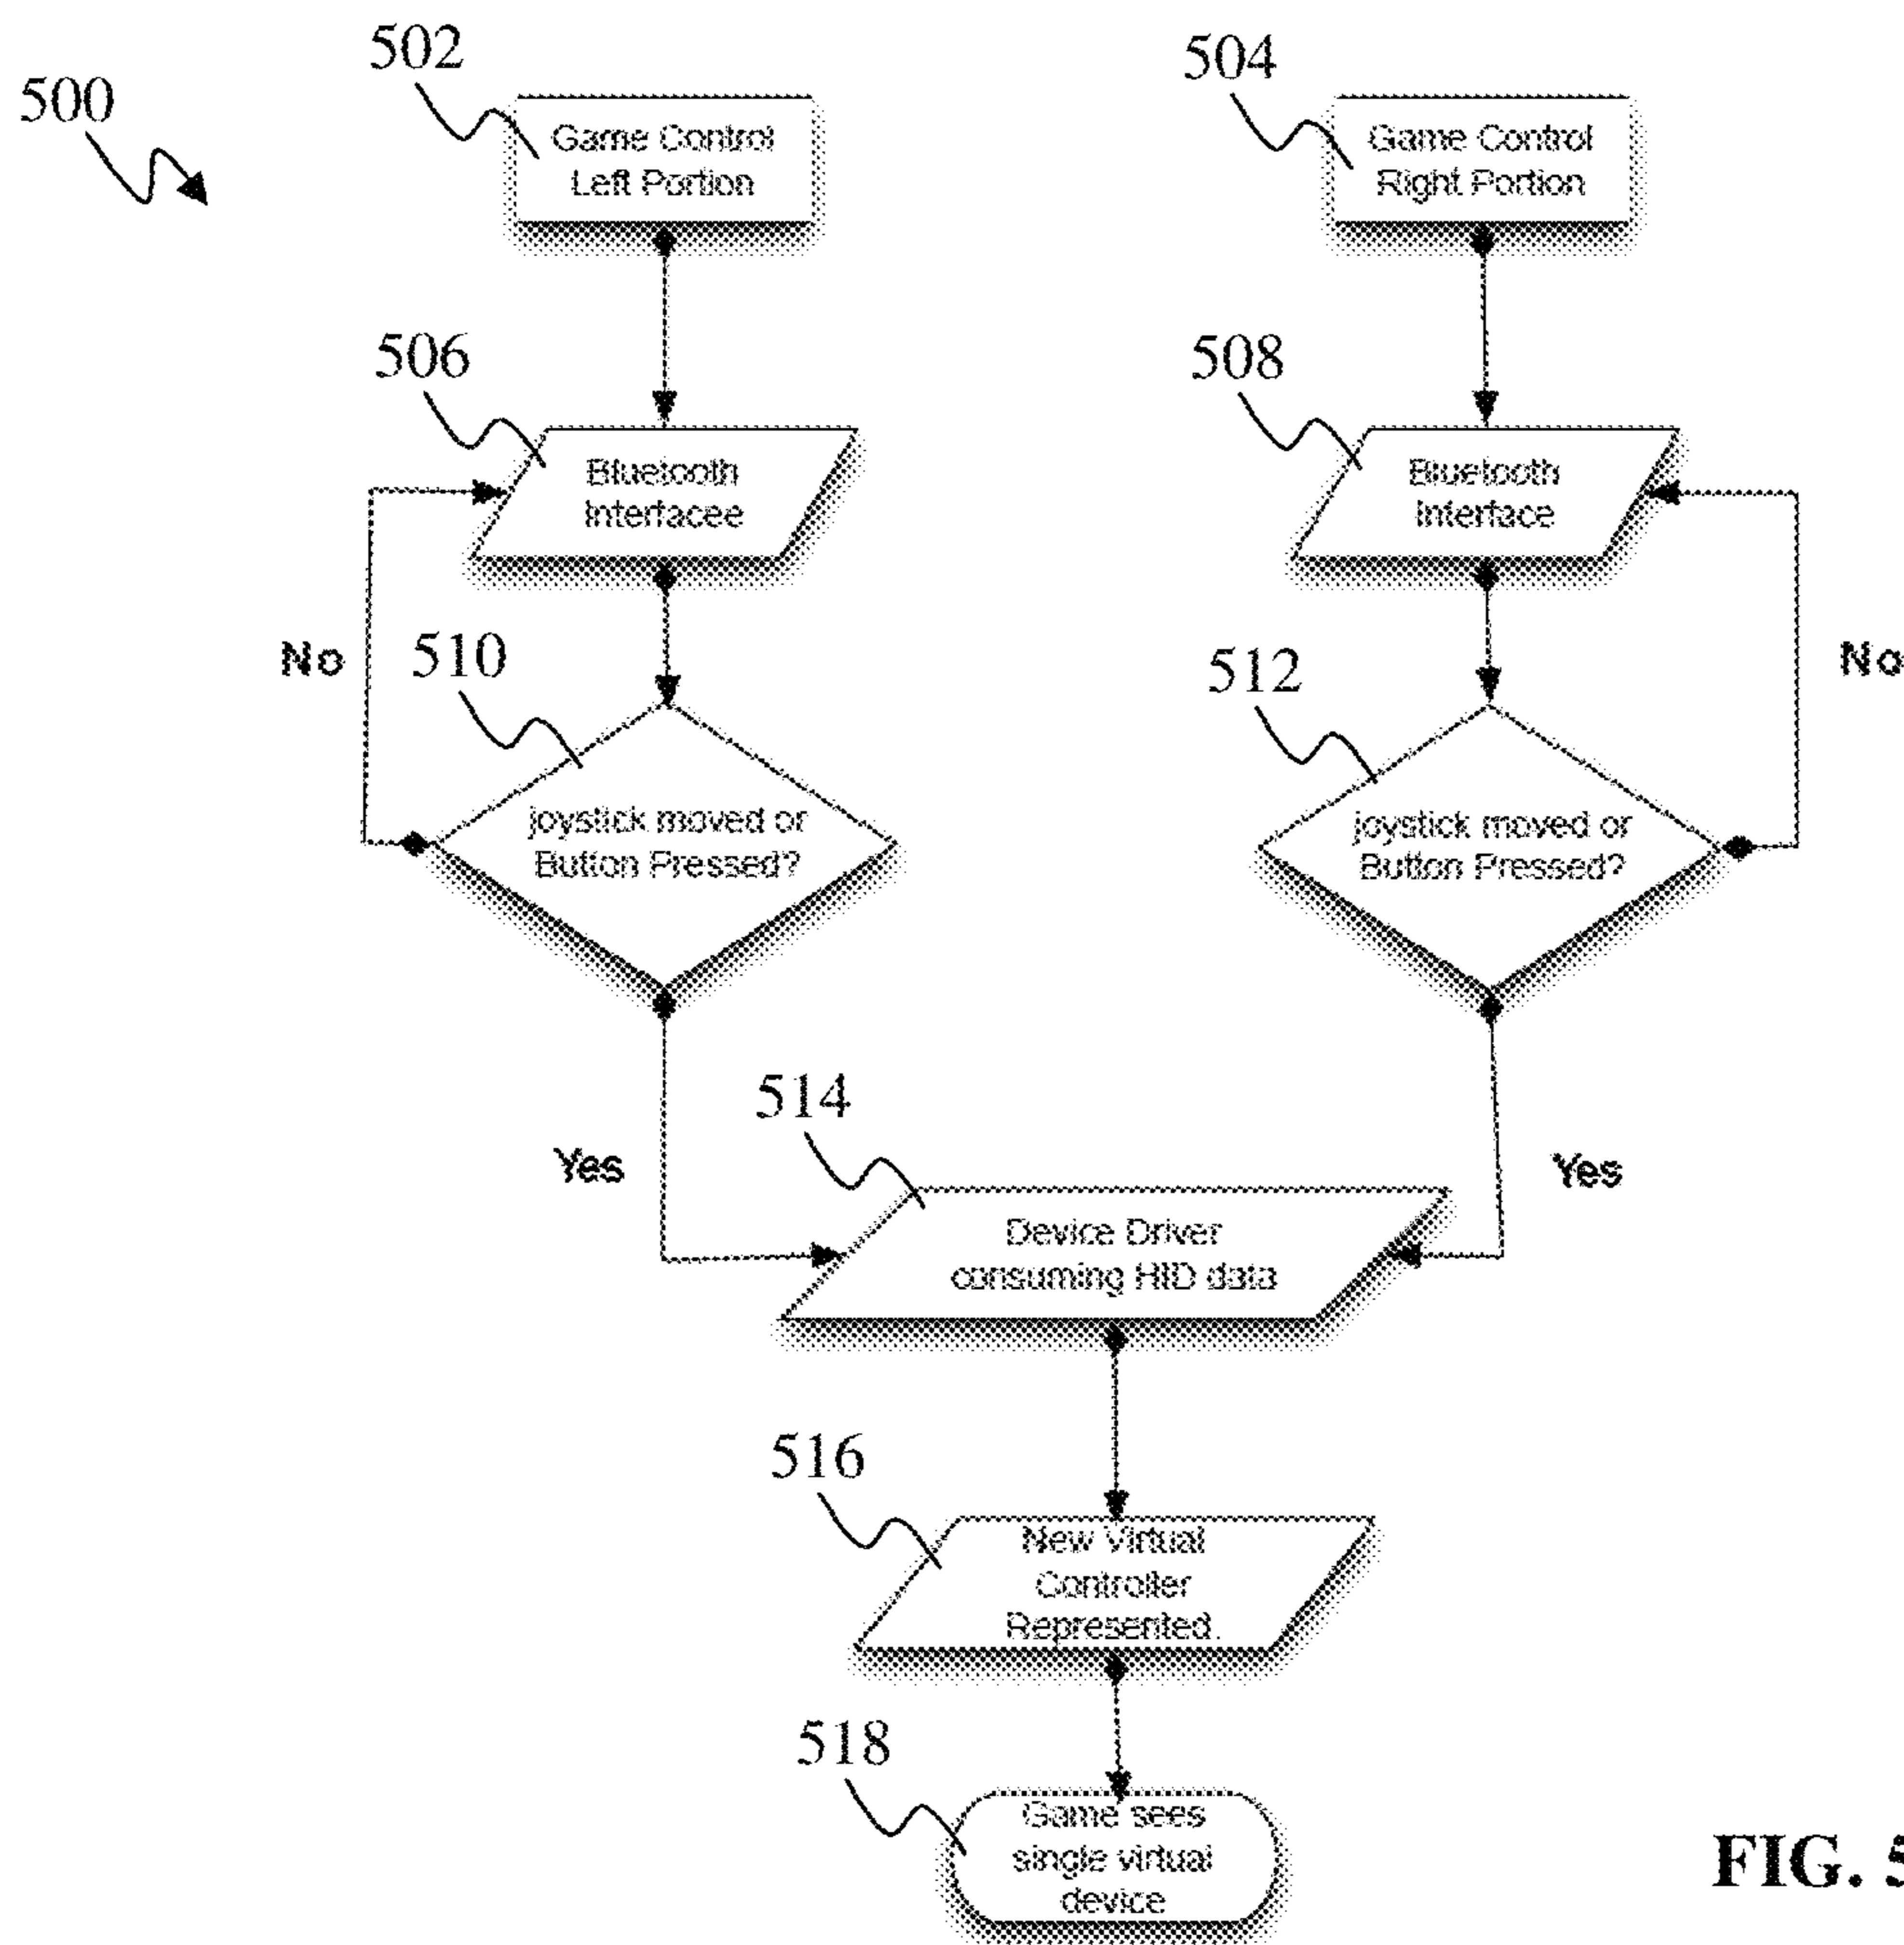 500
502
504
Game Control
Left Portion
Game Control
Right Portion
506
508
Bluetooth
Interfacee
Bluetooth
Interface
No
510
512
No
joystick moved or
Button Pressed?
joystick moved or
Button Pressed?
514
Yes
Yes
Device Driver
consuming HID data
516
New Virtual
Controller
Represented.
518
Game sees
single virtual
device
FIG. 5